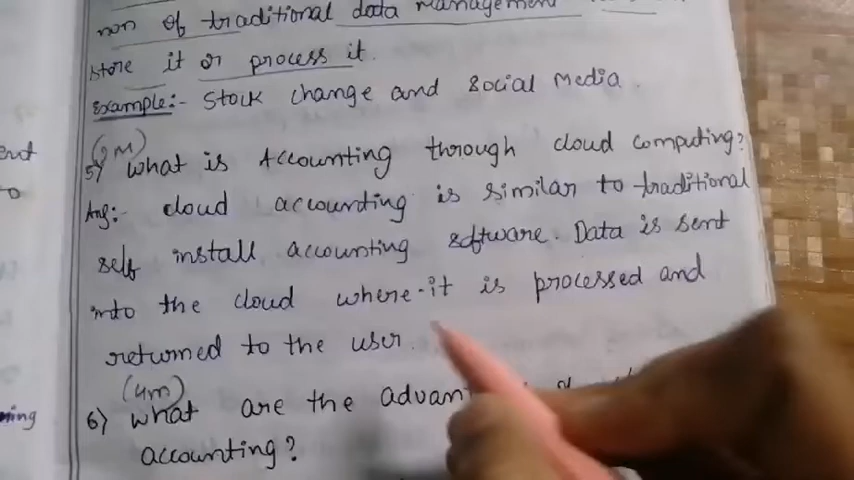 non of traditional data management
store it or process it.
Example:- Stock change and social Media.
(2M)
5) What is Accounting through cloud computing?
Ans:- cloud accounting is similar to traditional
self install accounting software. Data is sent
into the cloud where it is processed and
returned to the user.
(4m)
6) What are the
accounting?
to